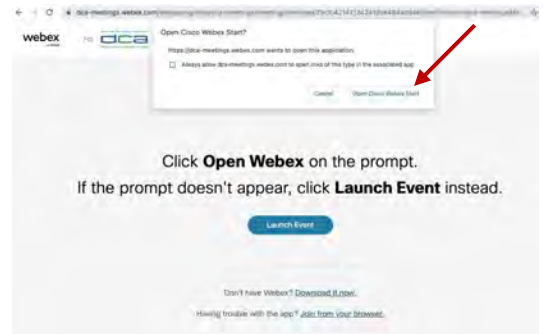 Open Cisco Webex Start?
webex
dca
https://dca-meetings.webex.com wants to open this application.
Always allow dca-meetings.webex.com to open links of this type in the associated app
Cancel
Open Cisco Webex Start
Click Open Webex on the prompt.
If the prompt doesn't appear, click Launch Event instead.
Launch Event
Don't have Webex? Download it now.
Having trouble with the app? Join from your browser.